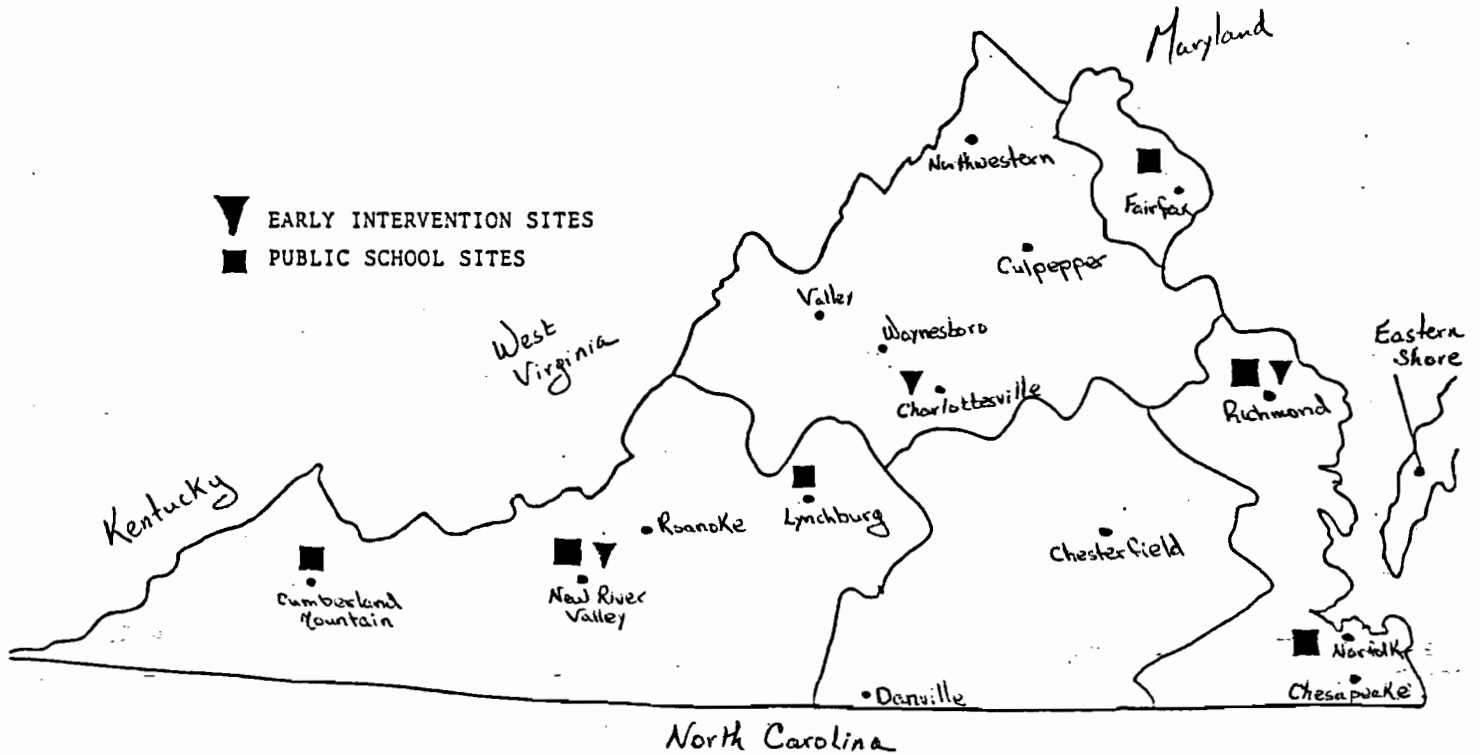 Maryland
Northwestern
Fairfax
EARLY INTERVENTION SITES
PUBLIC SCHOOL SITES
Culpepper
Valley
Waynesboro
West
Virginia
Eastern
Shore
Charlottesville
Richmond
Kentucky
Roanoke
Lynchburg
Chesterfield
Cumberland
Mountain
New River
Valley
Norfolk
Chesapeake
Danville
North Carolina